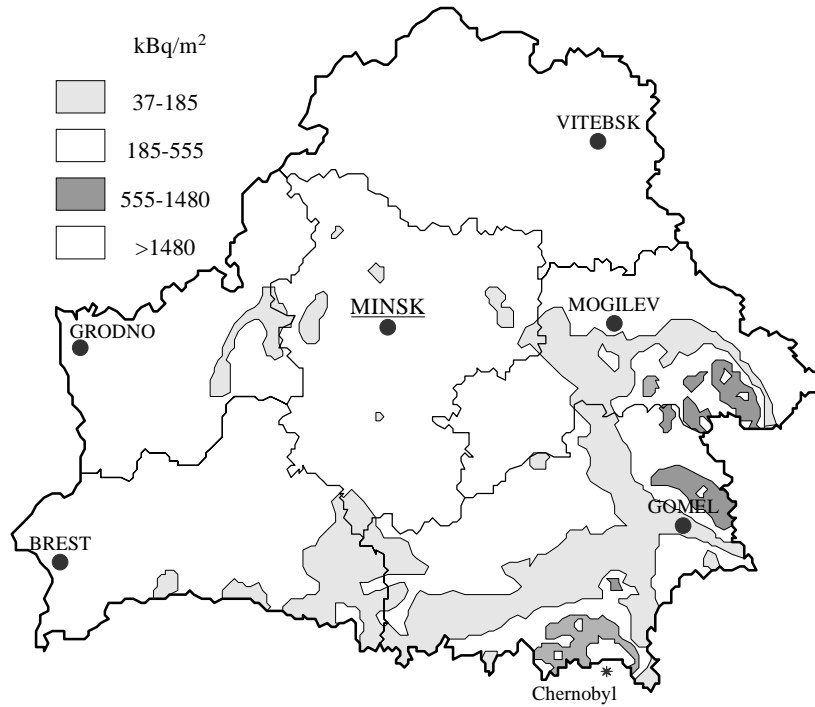 kBq/m²
37-185
185-555
555-1480
>1480
VITEBSK
MINSK
MOGILEV
GRODNO
GOMEL
BREST
Chernobyl